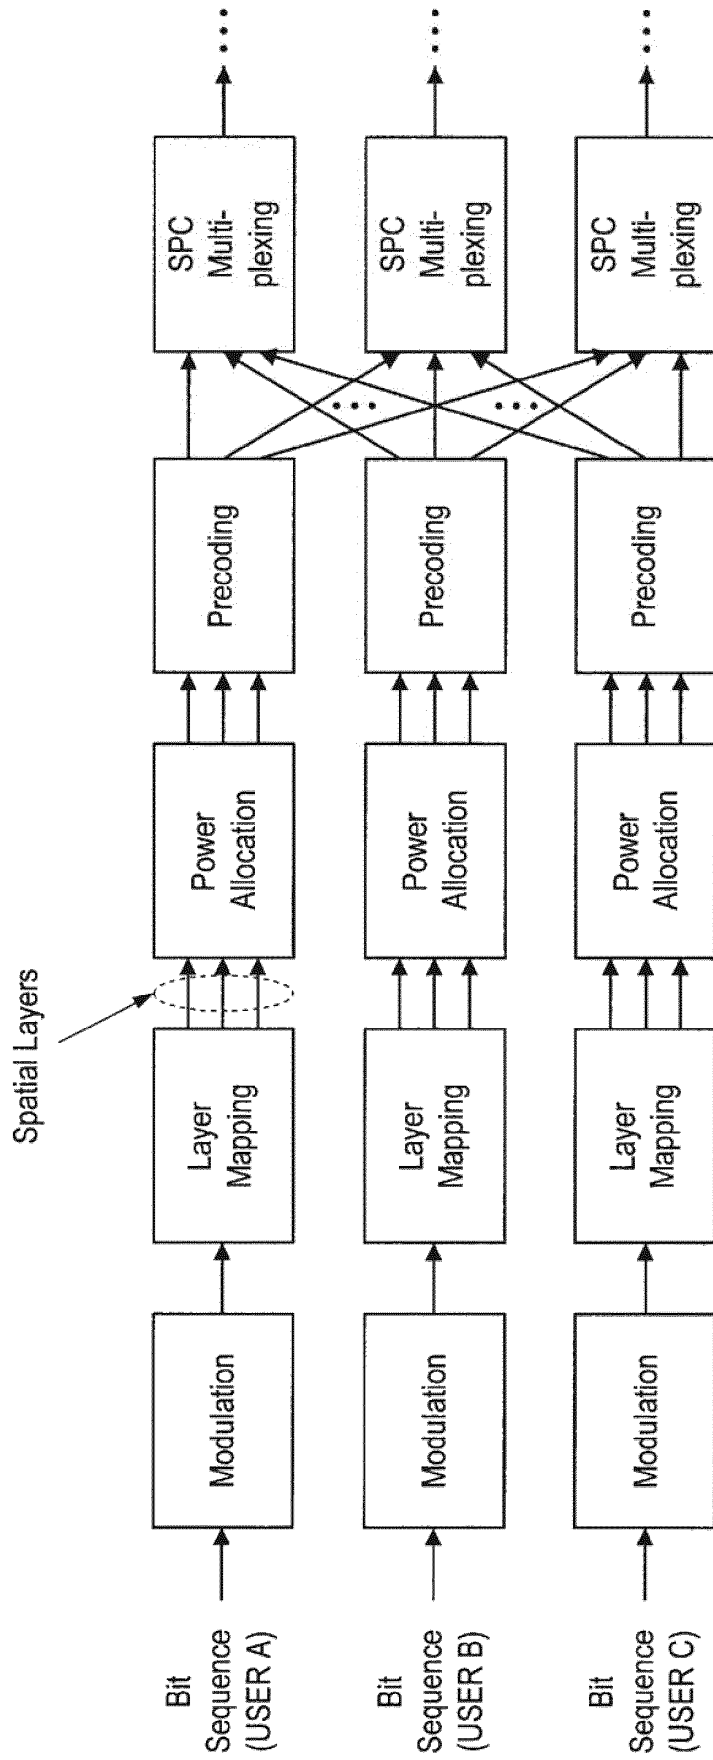 Spatial Layers
Bit
Sequence
(USER A)
Modulation
Layer
Mapping
Power
Allocation
Precoding
SPC
Multi-
plexing
Bit
Sequence
(USER B)
Modulation
Layer
Mapping
Power
Allocation
Precoding
SPC
Multi-
plexing
Bit
Sequence
(USER C)
Modulation
Layer
Mapping
Power
Allocation
Precoding
SPC
Multi-
plexing